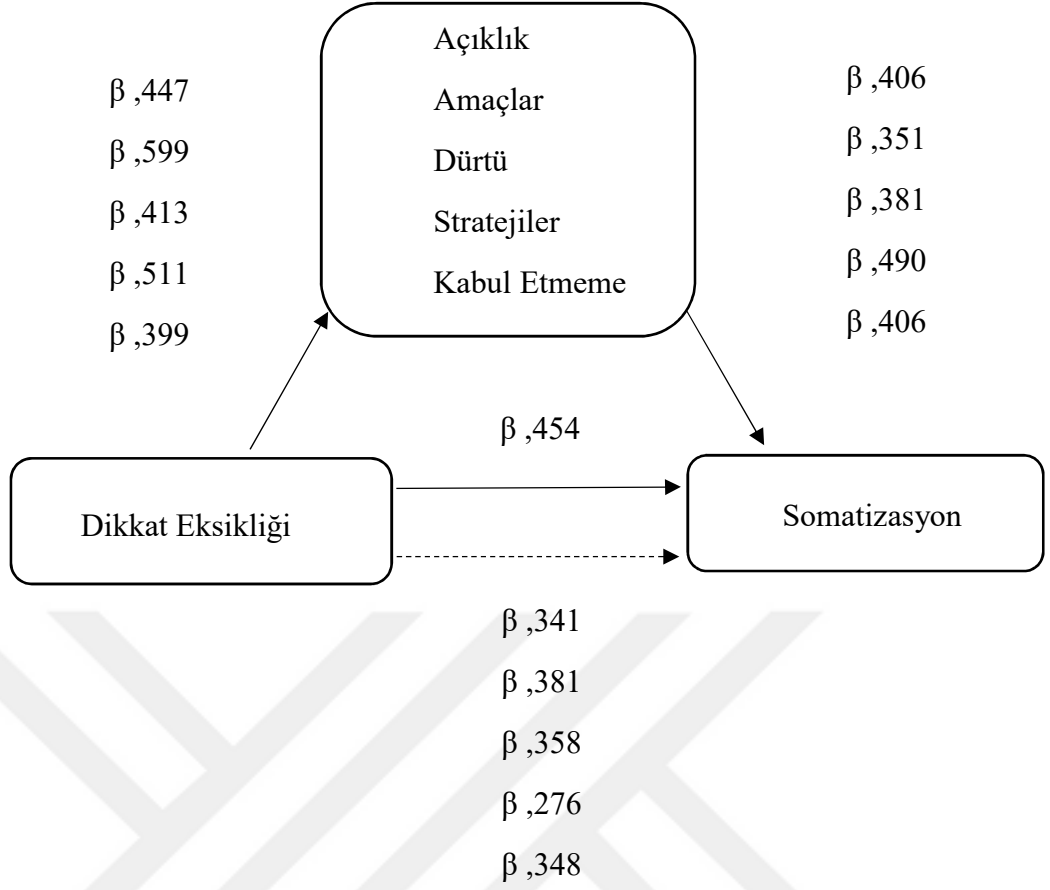 Açıklık
Amaçlar
Dürtü
Stratejiler
Kabul Etmeme
β ,447
β ,599
β ,413
β ,511
β ,399
β ,406
β ,351
β ,381
β ,490
β ,406
β ,454
Dikkat Eksikliği
Somatizasyon
β ,341
β ,381
β ,358
β ,276
β ,348